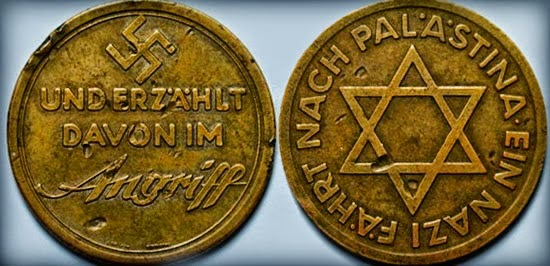 UND ERZÄHLT
DAVON IM
Angriff
EIN NAZI FÄHRT NACH PALÄSTINA